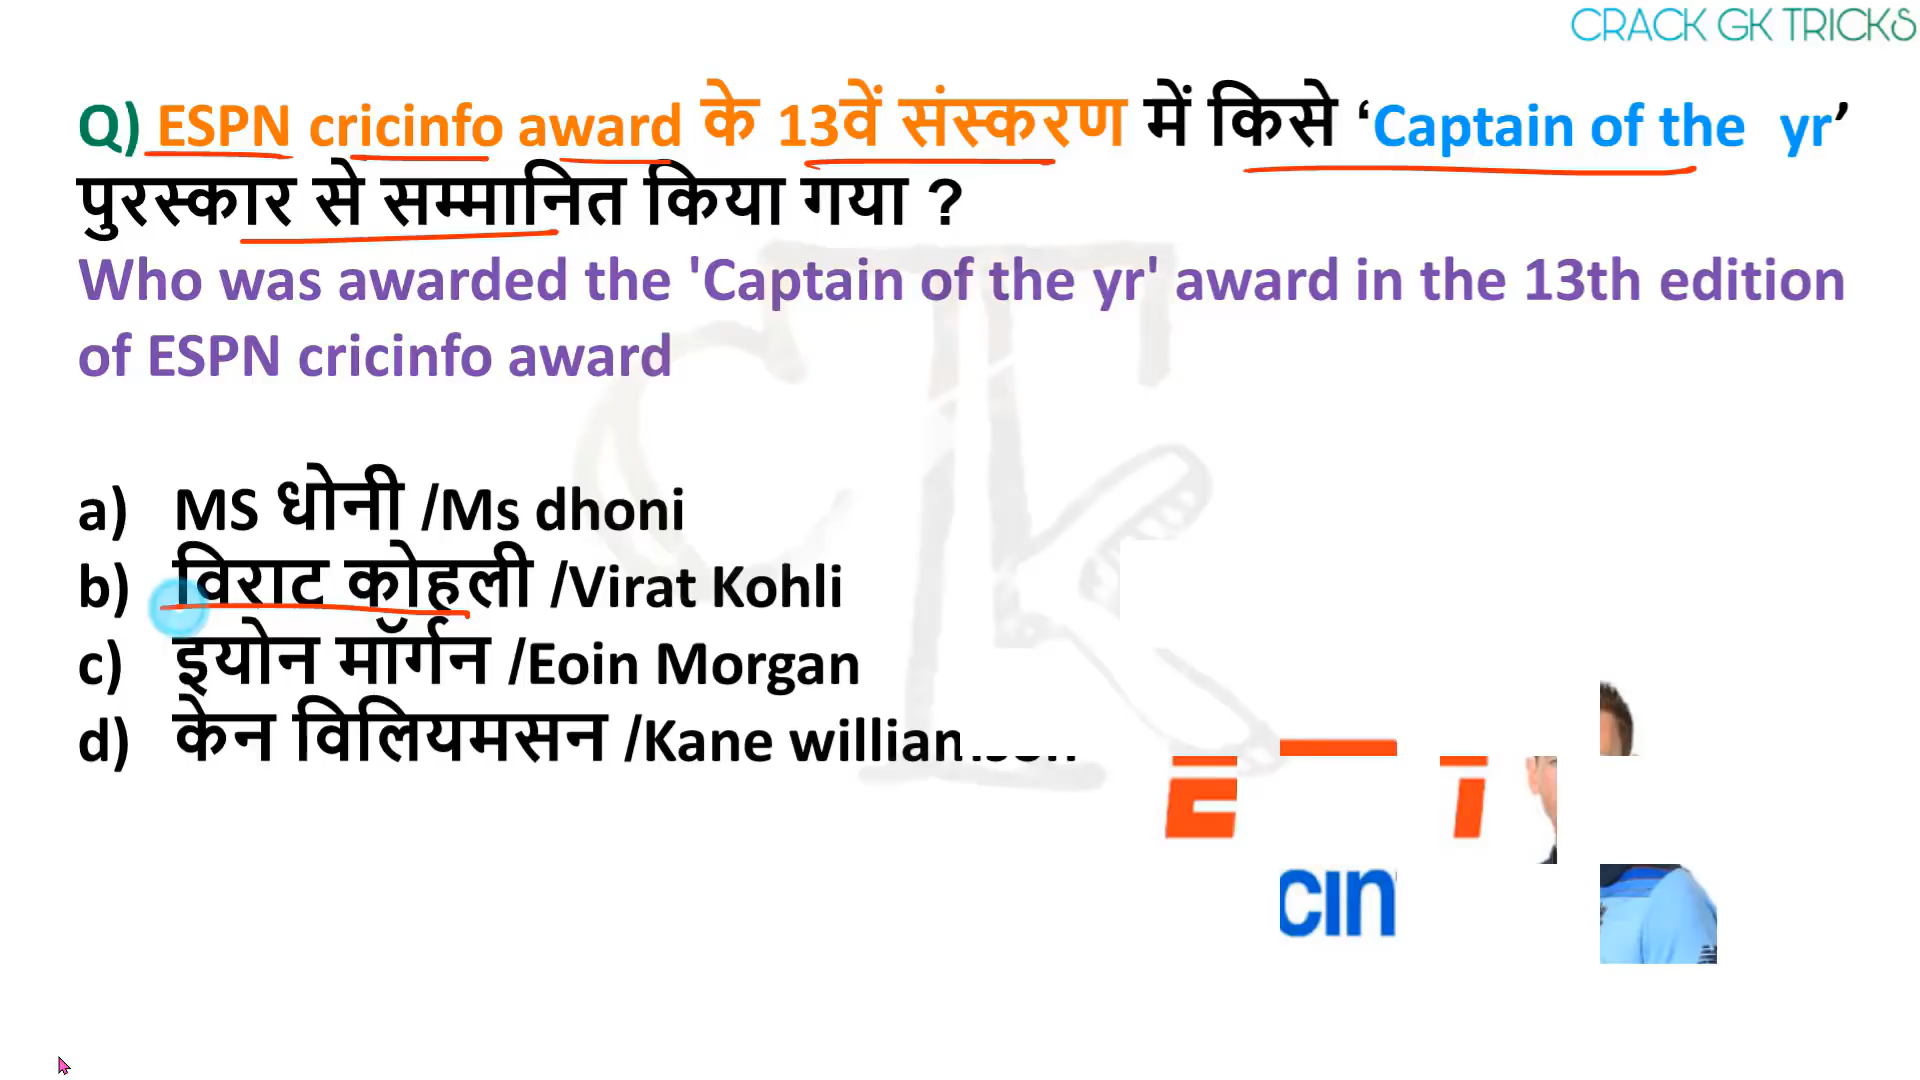 CRACK GK TRICKS
Q) ESPN cricinfo award के 13वें संस्करण में किसे ‘Captain of the yr’
पुरस्कार से सम्मानित किया गया ?
Who was awarded the 'Captain of the yr' award in the 13th edition
of ESPN cricinfo award
a) MS धोनी /Ms dhoni
b) विराट कोहली /Virat Kohli
c) इयोन मॉर्गन /Eoin Morgan
d) केन विलियमसन /Kane williamson
E
cin